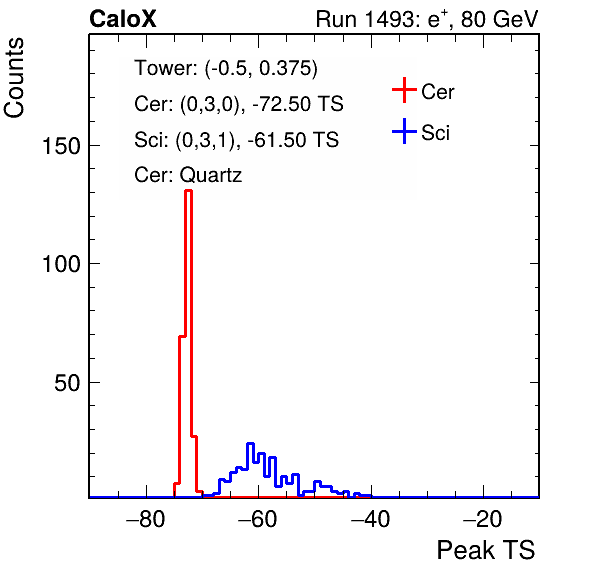 CaloX Run 1493: e⁺, 80 GeV
Counts
Tower: (-0.5, 0.375)
Cer: (0,3,0), -72.50 TS
Sci: (0,3,1), -61.50 TS
Cer: Quartz
Cer
Sci
150
100
50
−80 −60 −40 −20
Peak TS